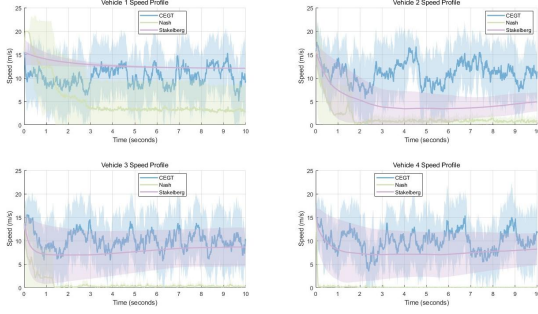 Vehicle 1 Speed Profile
25
20
15
10
5
0
Speed (m/s)
CEGT
Nash
Stakelberg
0 1 2 3 4 5 6 7 8 9 10
Time (seconds)
Vehicle 2 Speed Profile
25
20
15
10
5
0
Speed (m/s)
CEGT
Nash
Stakelberg
0 1 2 3 4 5 6 7 8 9 10
Time (seconds)
Vehicle 3 Speed Profile
25
20
15
10
5
0
Speed (m/s)
CEGT
Nash
Stakelberg
0 1 2 3 4 5 6 7 8 9 10
Time (seconds)
Vehicle 4 Speed Profile
25
20
15
10
5
0
Speed (m/s)
CEGT
Nash
Stakelberg
0 1 2 3 4 5 6 7 8 9 10
Time (seconds)